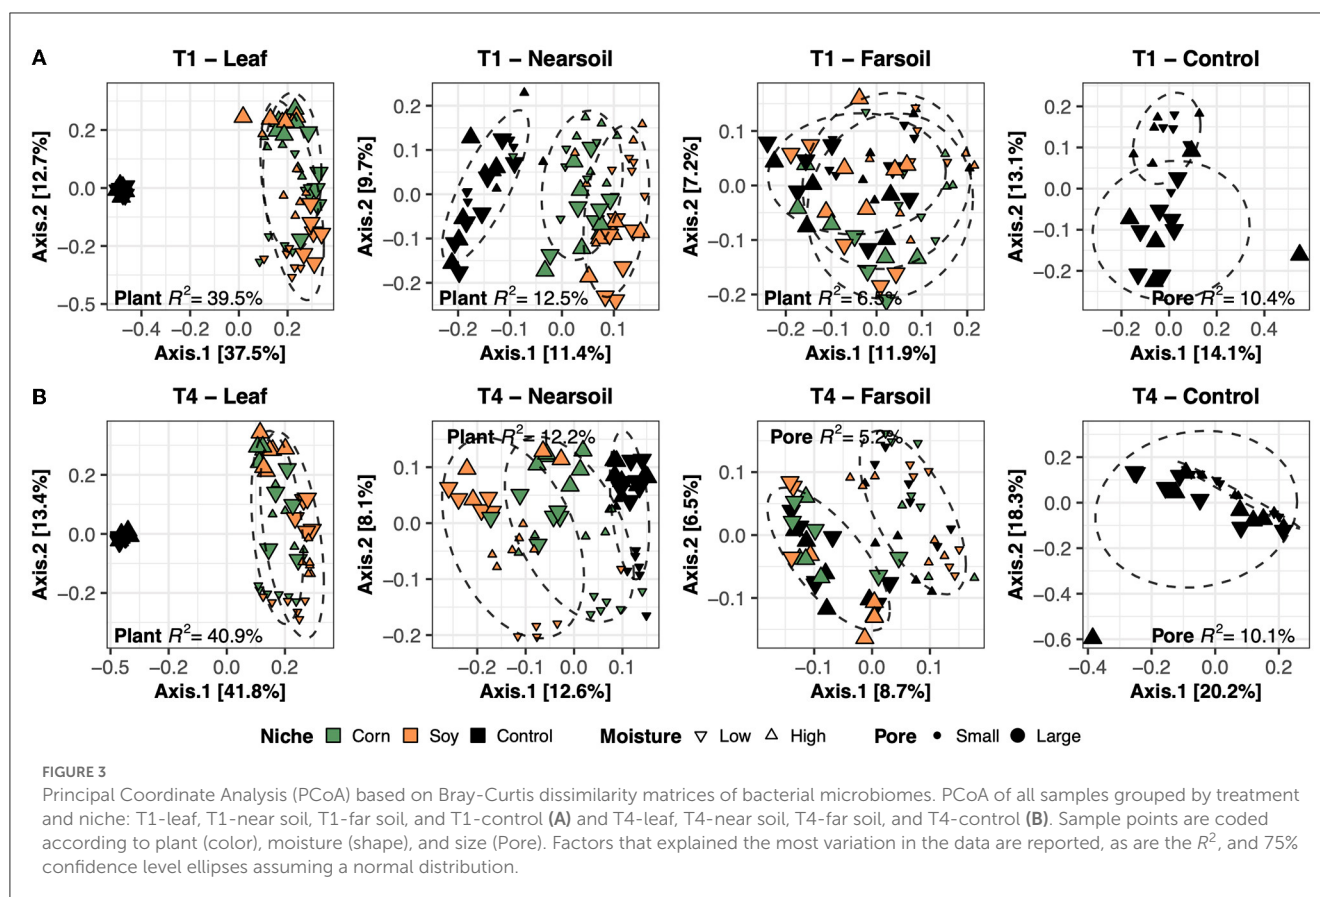 A
T1 – Leaf
T1 – Nearsoil
T1 – Farsoil
T1 – Control
Axis.2 [12.7%]
0.2
0.0
−0.2
−0.5
Plant R²= 39.5%
−0.4
0.0
0.2
Axis.1 [37.5%]
Axis.2 [9.7%]
0.2
0.1
0.0
−0.1
−0.2
Plant R²= 12.5%
−0.2
−0.1
0.0
0.1
Axis.1 [11.4%]
Axis.2 [7.2%]
0.1
0.0
−0.1
−0.2
Plant R²= 6.5%
−0.2
−0.1
0.0
0.1
0.2
Axis.1 [11.9%]
Axis.2 [13.1%]
0.2
0.0
−0.2
Pore R²= 10.4%
−0.2
0.0
0.2
0.4
Axis.1 [14.1%]
B
T4 – Leaf
T4 – Nearsoil
T4 – Farsoil
T4 – Control
Axis.2 [13.4%]
0.2
0.0
−0.2
Plant R²= 40.9%
−0.5
−0.2
0.0
0.2
Axis.1 [41.8%]
Axis.2 [8.1%]
0.1
0.0
−0.1
−0.2
Plant R²= 12.2%
−0.2
−0.1
0.0
0.1
Axis.1 [12.6%]
Axis.2 [6.5%]
0.1
0.0
−0.1
Pore R²= 5.2%
−0.1
0.0
0.1
Axis.1 [8.7%]
Axis.2 [18.3%]
0.2
0.0
−0.2
−0.4
−0.6
Pore R²= 10.1%
−0.4
−0.2
0.0
0.2
Axis.1 [20.2%]
Niche Corn Soy Control Moisture Low High Pore Small Large
FIGURE 3
Principal Coordinate Analysis (PCoA) based on Bray-Curtis dissimilarity matrices of bacterial microbiomes. PCoA of all samples grouped by treatment
and niche: T1-leaf, T1-near soil, T1-far soil, and T1-control (A) and T4-leaf, T4-near soil, T4-far soil, and T4-control (B). Sample points are coded
according to plant (color), moisture (shape), and size (Pore). Factors that explained the most variation in the data are reported, as are the R², and 75%
confidence level ellipses assuming a normal distribution.